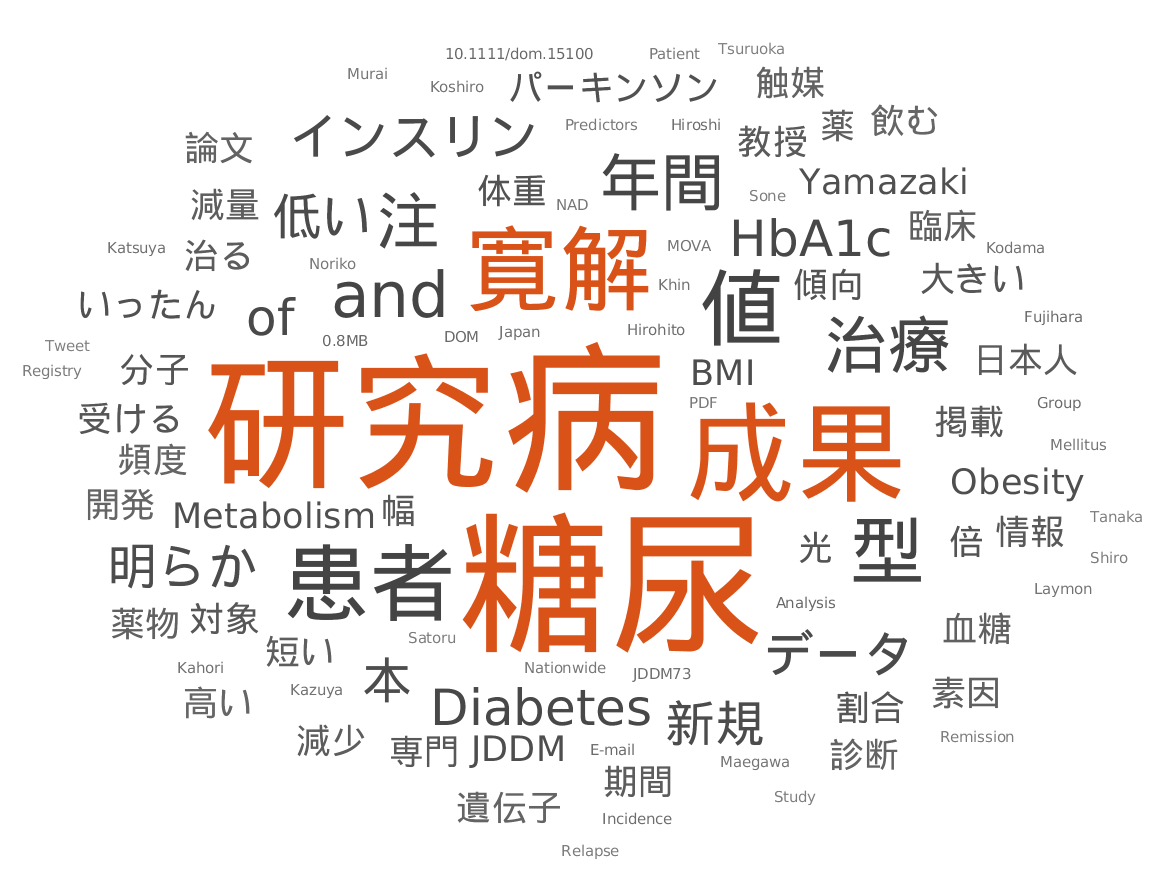 10.1111/dom.15100
Patient
Tsuruoka
Murai
Koshiro
パーキンソン
触媒
論文
インスリン
Predictors
Hiroshi
教授
薬
飲む
減量
低い
注
体重
NAD
年間
Sone
Yamazaki
Katsuya
治る
Noriko
寛解
MOVA
HbA1c
臨床
Kodama
いったん
of
and
Khin
値
傾向
大きい
0.8MB
DOM
Japan
Hirohito
治療
Fujihara
Tweet
Registry
分子
研究
病
BMI
日本人
受ける
PDF
成果
掲載
Group
頻度
Mellitus
開発
Metabolism
幅
Obesity
明らか
患者
糖尿
光
型
倍
情報
Tanaka
Shiro
薬物
対象
Analysis
Laymon
短い
Satoru
データ
血糖
Kahori
高い
Kazuya
本
Nationwide
JDDM73
Diabetes
新規
割合
素因
減少
専門
JDDM
E-mail
Maegawa
診断
Remission
遺伝子
期間
Study
Incidence
Relapse